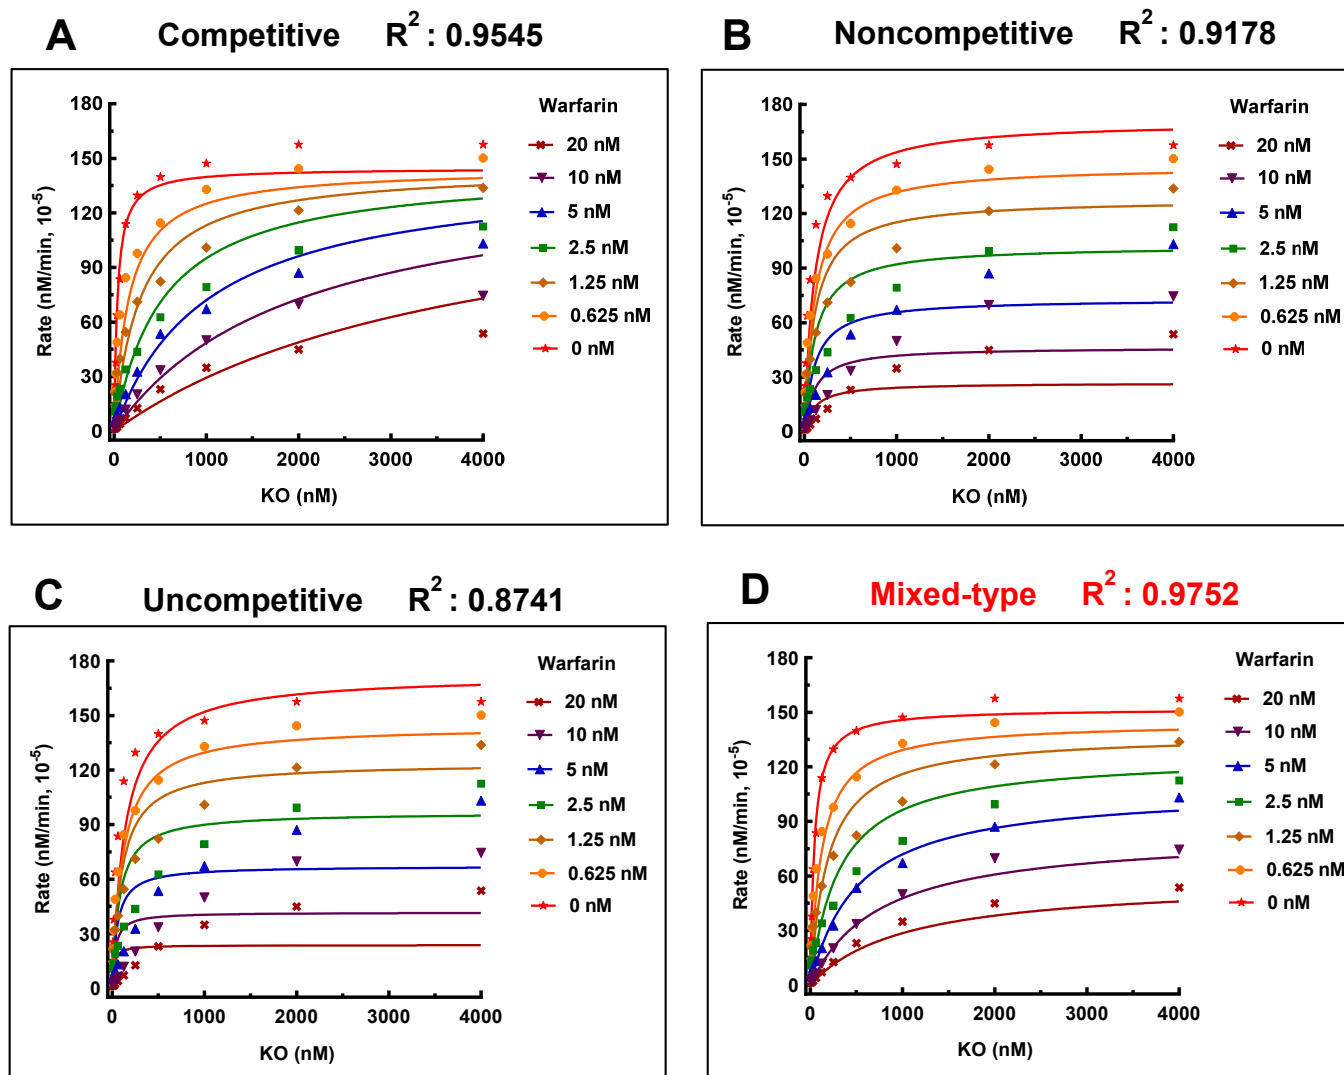 A Competitive R² : 0.9545
Rate (nM/min, 10⁻⁵)
180
150
120
90
60
30
0
0 1000 2000 3000 4000
KO (nM)
Warfarin
20 nM
10 nM
5 nM
2.5 nM
1.25 nM
0.625 nM
0 nM
B Noncompetitive R² : 0.9178
Rate (nM/min, 10⁻⁵)
180
150
120
90
60
30
0
0 1000 2000 3000 4000
KO (nM)
Warfarin
20 nM
10 nM
5 nM
2.5 nM
1.25 nM
0.625 nM
0 nM
C Uncompetitive R² : 0.8741
Rate (nM/min, 10⁻⁵)
180
150
120
90
60
30
0
0 1000 2000 3000 4000
KO (nM)
Warfarin
20 nM
10 nM
5 nM
2.5 nM
1.25 nM
0.625 nM
0 nM
D Mixed-type R² : 0.9752
Rate (nM/min, 10⁻⁵)
180
150
120
90
60
30
0
0 1000 2000 3000 4000
KO (nM)
Warfarin
20 nM
10 nM
5 nM
2.5 nM
1.25 nM
0.625 nM
0 nM